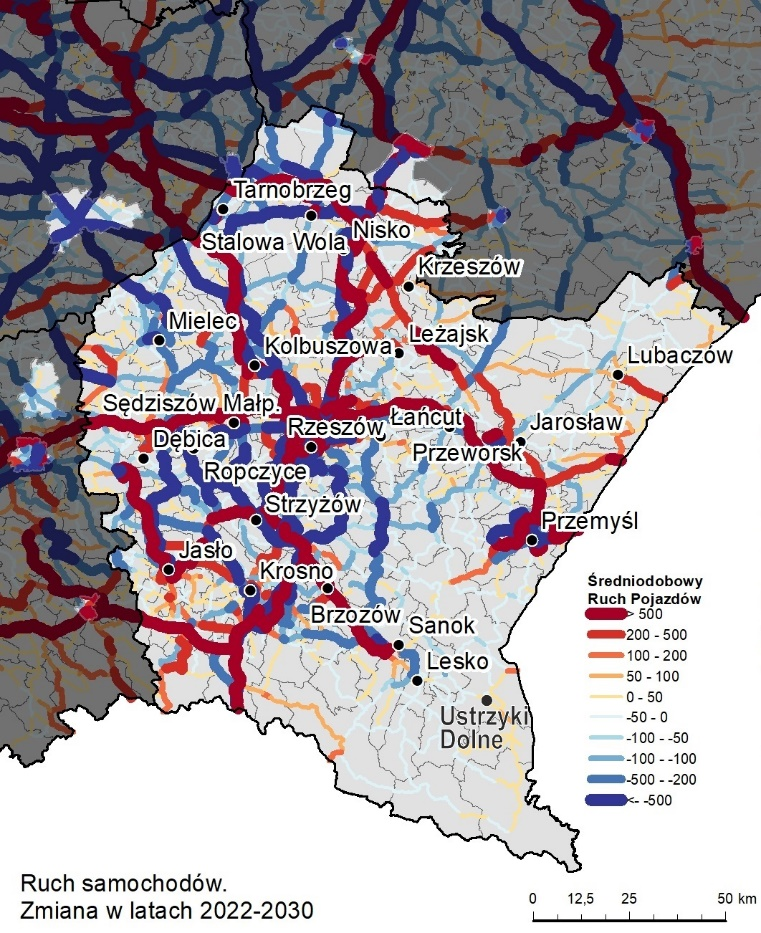 Tarnobrzeg
Stalowa Wola
Nisko
Krzeszów
Mielec
Kolbuszowa
Leżajsk
Lubaczów
Sędziszów Małp.
Łańcut
Jarosław
Dębica
Rzeszów
Przeworsk
Ropczyce
Strzyżów
Przemyśl
Jasło
Krosno
Brzozów
Sanok
Lesko
Ustrzyki
Dolne
Średniodobowy
Ruch Pojazdów
> 500
200 - 500
100 - 200
50 - 100
0 - 50
-50 - 0
-100 - -50
-100 - -100
-500 - -200
<- -500
Ruch samochodów.
Zmiana w latach 2022-2030
0 12,5 25 50 km